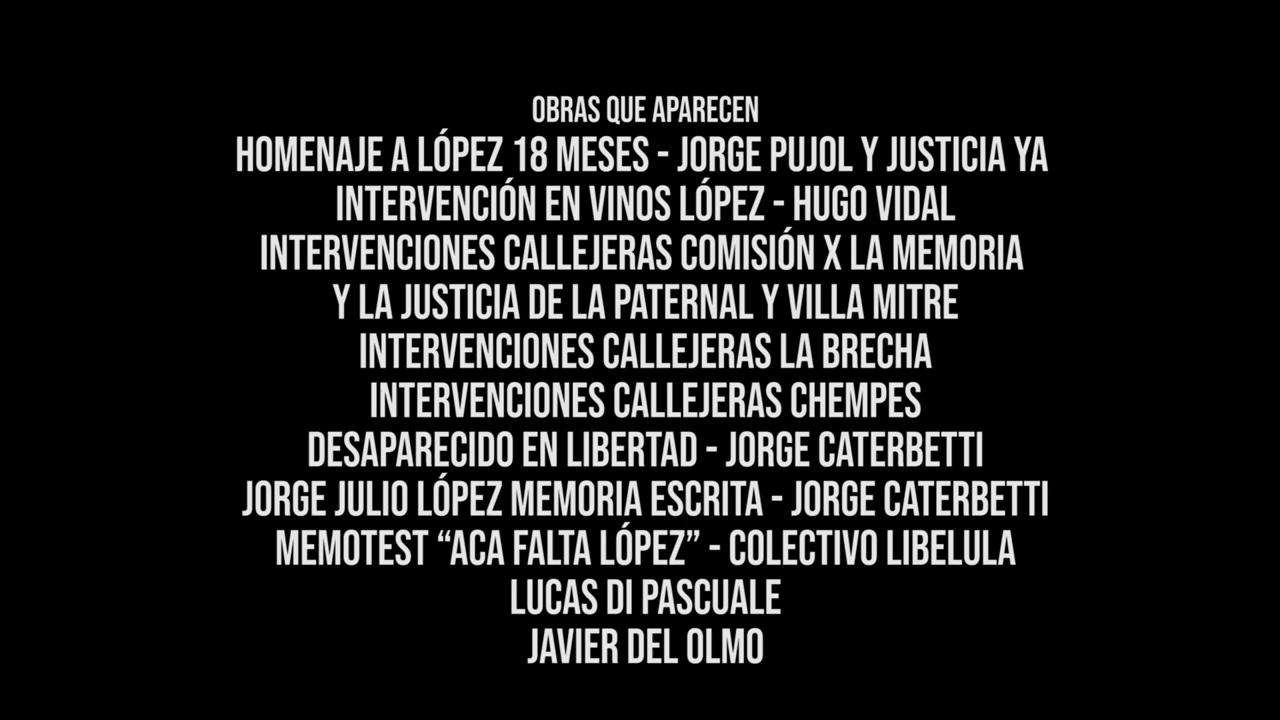 OBRAS QUE APARECEN
HOMENAJE A LÓPEZ 18 MESES - JORGE PUJOL Y JUSTICIA YA
INTERVENCIÓN EN VINOS LÓPEZ - HUGO VIDAL
INTERVENCIONES CALLEJERAS COMISIÓN X LA MEMORIA
Y LA JUSTICIA DE LA PATERNAL Y VILLA MITRE
INTERVENCIONES CALLEJERAS LA BRECHA
INTERVENCIONES CALLEJERAS CHEMPES
DESAPARECIDO EN LIBERTAD - JORGE CATERBETTI
JORGE JULIO LÓPEZ MEMORIA ESCRITA - JORGE CATERBETTI
MEMOTEST “ACA FALTA LÓPEZ” - COLECTIVO LIBELULA
LUCAS DI PASCUALE
JAVIER DEL OLMO